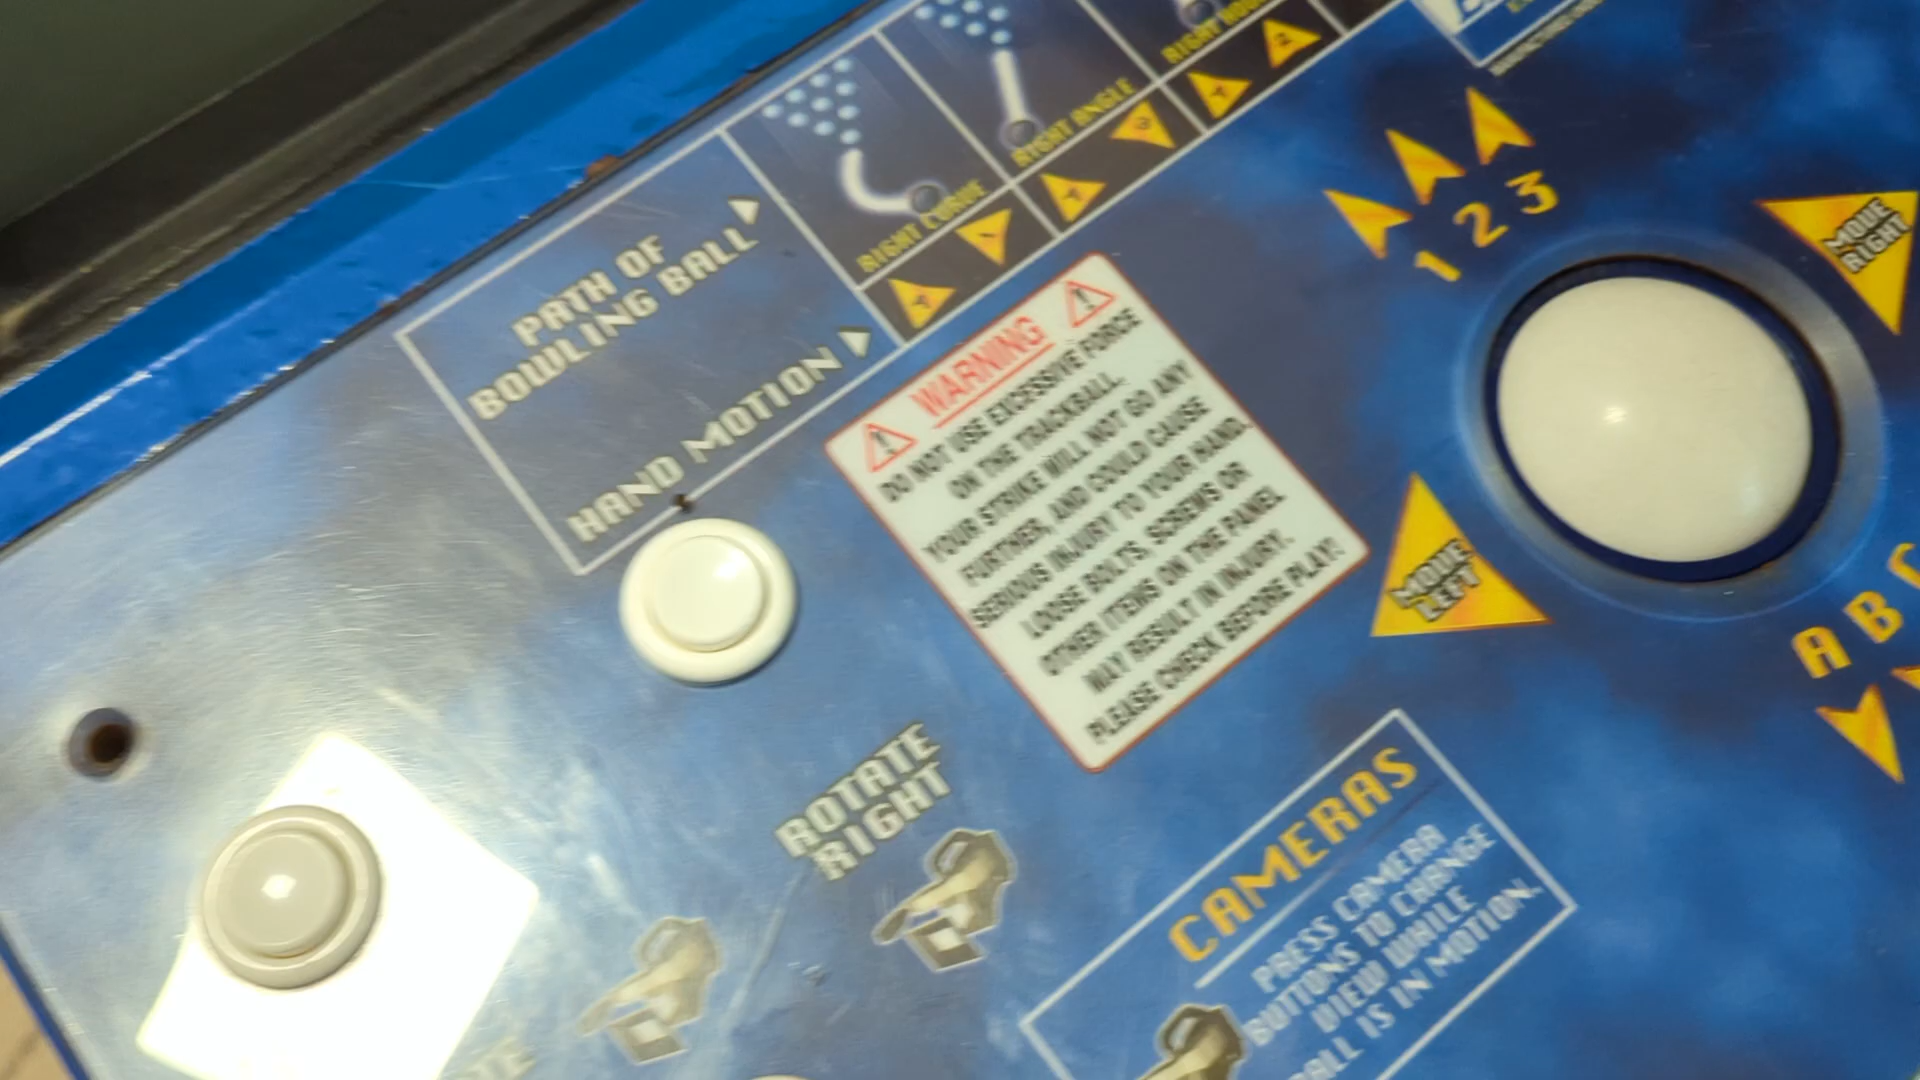 PATH OF
BOWLING BALL
HAND MOTION
RIGHT CURVE
RIGHT ANGLE
RIGHT
1 2 3
MOVE
RIGHT
MOVE
LEFT
A B C
WARNING
DO NOT USE EXCESSIVE FORCE
ON THE TRACKBALL.
YOUR STRIKE WILL NOT GO ANY
FURTHER, AND COULD CAUSE
SERIOUS INJURY TO YOUR HAND.
LOOSE BOLTS, SCREWS OR
OTHER ITEMS ON THE PANEL
MAY RESULT IN INJURY.
PLEASE CHECK BEFORE PLAY!
ROTATE
RIGHT
CAMERAS
PRESS CAMERA
BUTTONS TO CHANGE
VIEW WHILE
BALL IS IN MOTION.